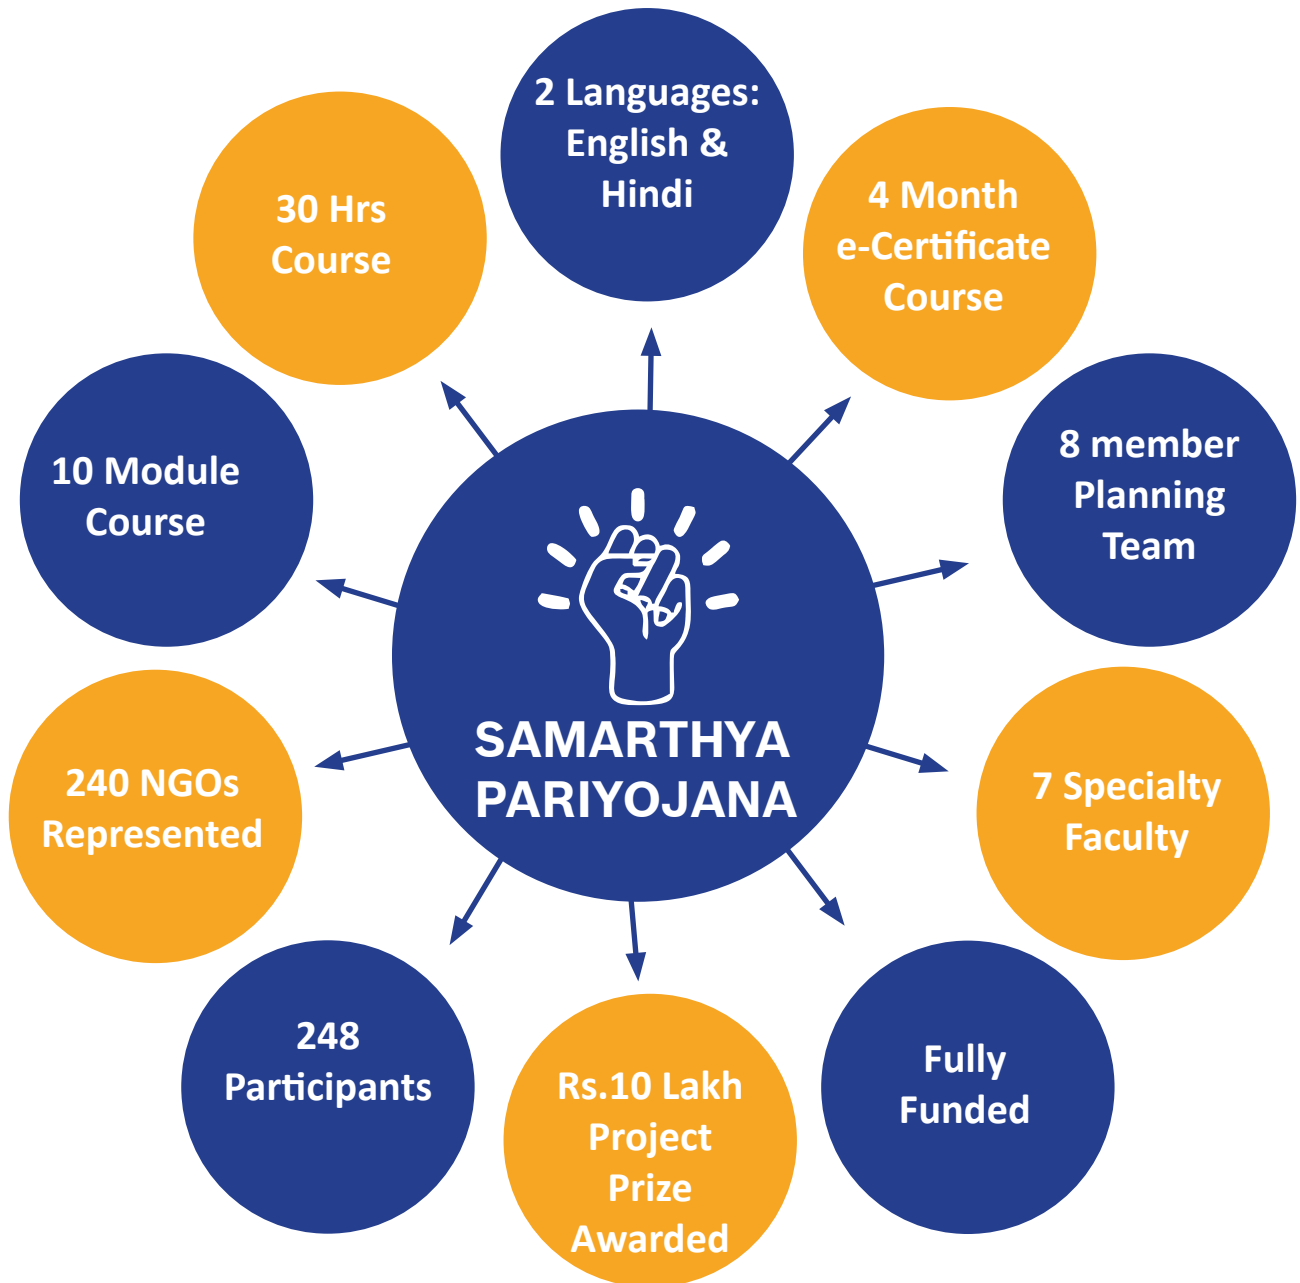 2 Languages:
English &
Hindi
4 Month
e-Certificate
Course
8 member
Planning
Team
7 Specialty
Faculty
Fully
Funded
Rs.10 Lakh
Project
Prize
Awarded
248
Participants
240 NGOs
Represented
10 Module
Course
30 Hrs
Course
SAMARTHYA
PARIYOJANA